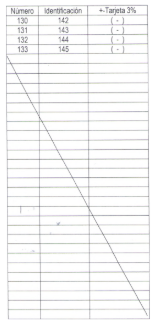 Número Identificación +-Tarjeta 3%
130 142 ( - )
131 143 ( - )
132 144 ( - )
133 145 ( - )